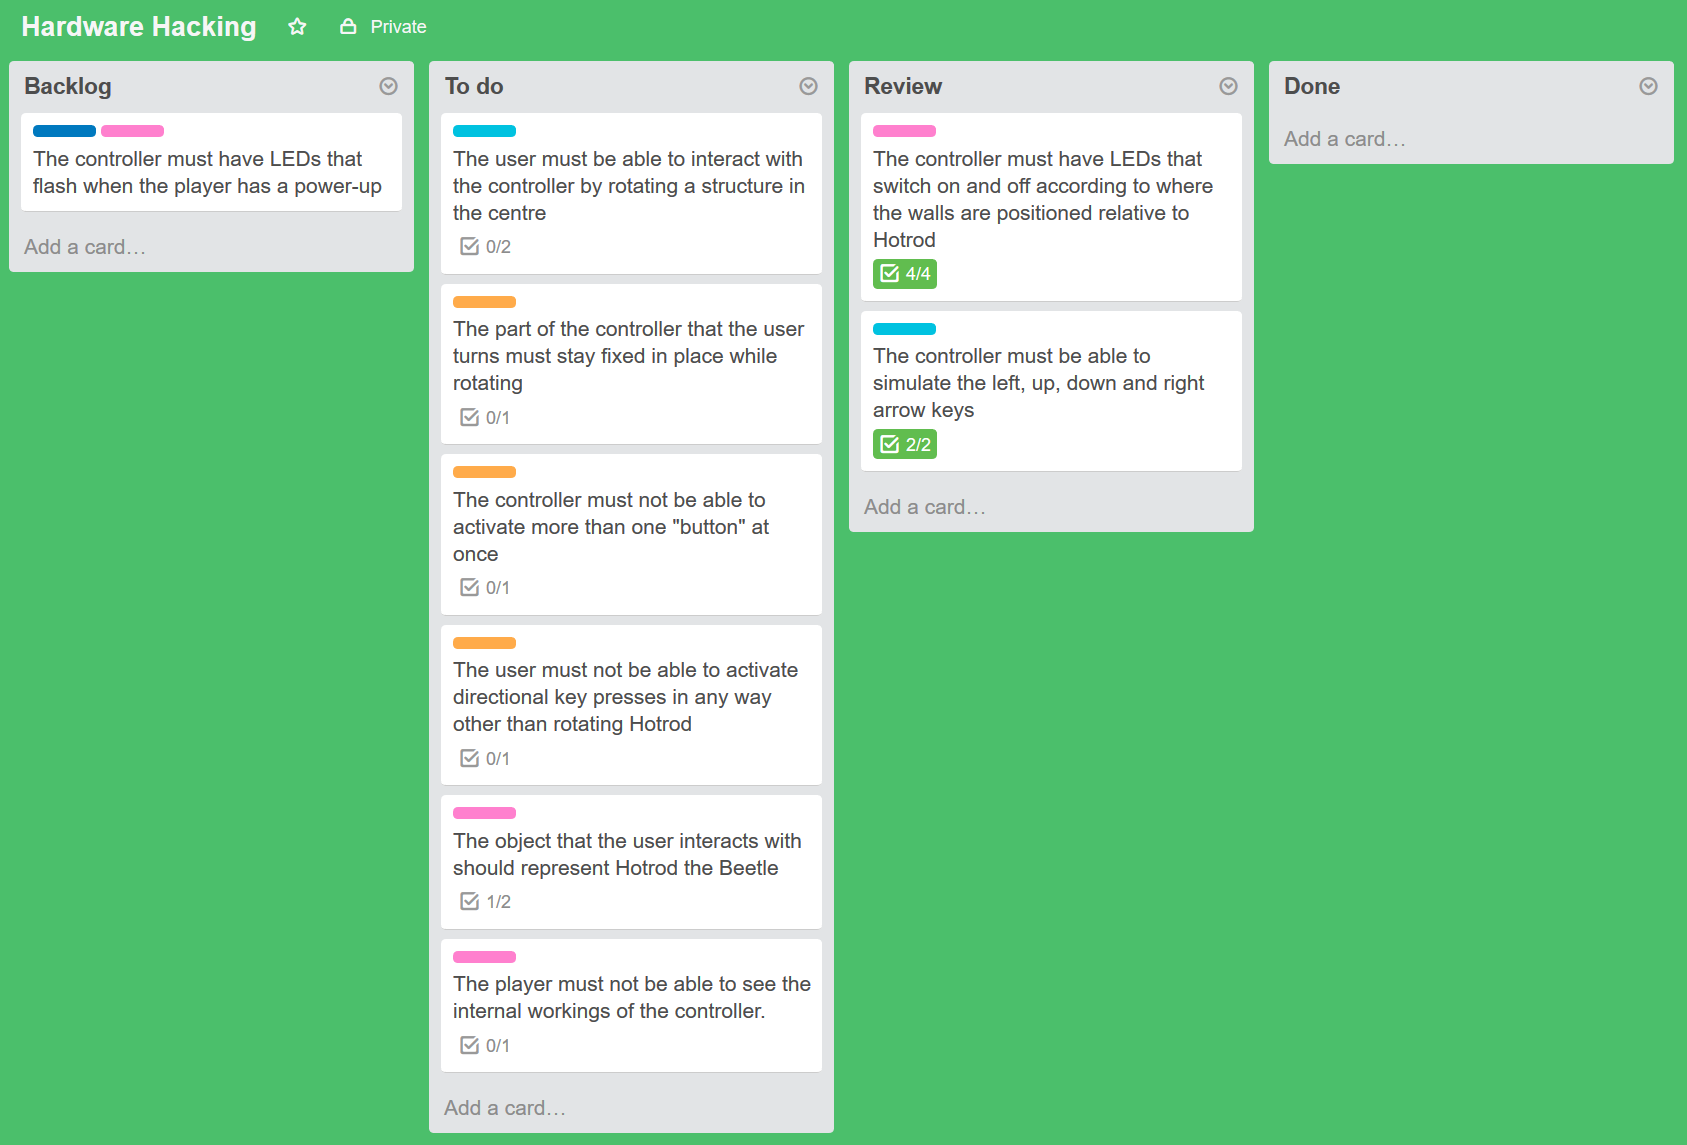 Hardware Hacking
Private
Backlog
The controller must have LEDs that
flash when the player has a power-up
Add a card…
To do
The user must be able to interact with
the controller by rotating a structure in
the centre
0/2
The part of the controller that the user
turns must stay fixed in place while
rotating
0/1
The controller must not be able to
activate more than one "button" at
once
0/1
The user must not be able to activate
directional key presses in any way
other than rotating Hotrod
0/1
The object that the user interacts with
should represent Hotrod the Beetle
1/2
The player must not be able to see the
internal workings of the controller.
0/1
Add a card…
Review
The controller must have LEDs that
switch on and off according to where
the walls are positioned relative to
Hotrod
4/4
The controller must be able to
simulate the left, up, down and right
arrow keys
2/2
Add a card…
Done
Add a card…